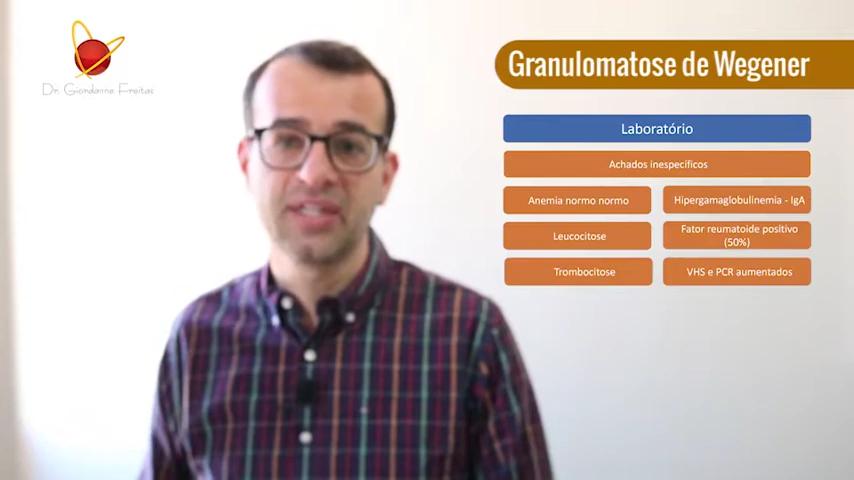 Dr. Giordanne Freitas
Granulomatose de Wegener
Laboratório
Achados inespecíficos
Anemia normo normo
Hipergamaglobulinemia - IgA
Leucocitose
Fator reumatoide positivo
(50%)
Trombocitose
VHS e PCR aumentados